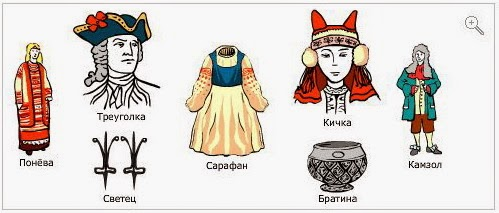 Треуголка
Кичка
Понёва
Сарафан
Камзол
Светец
Братина